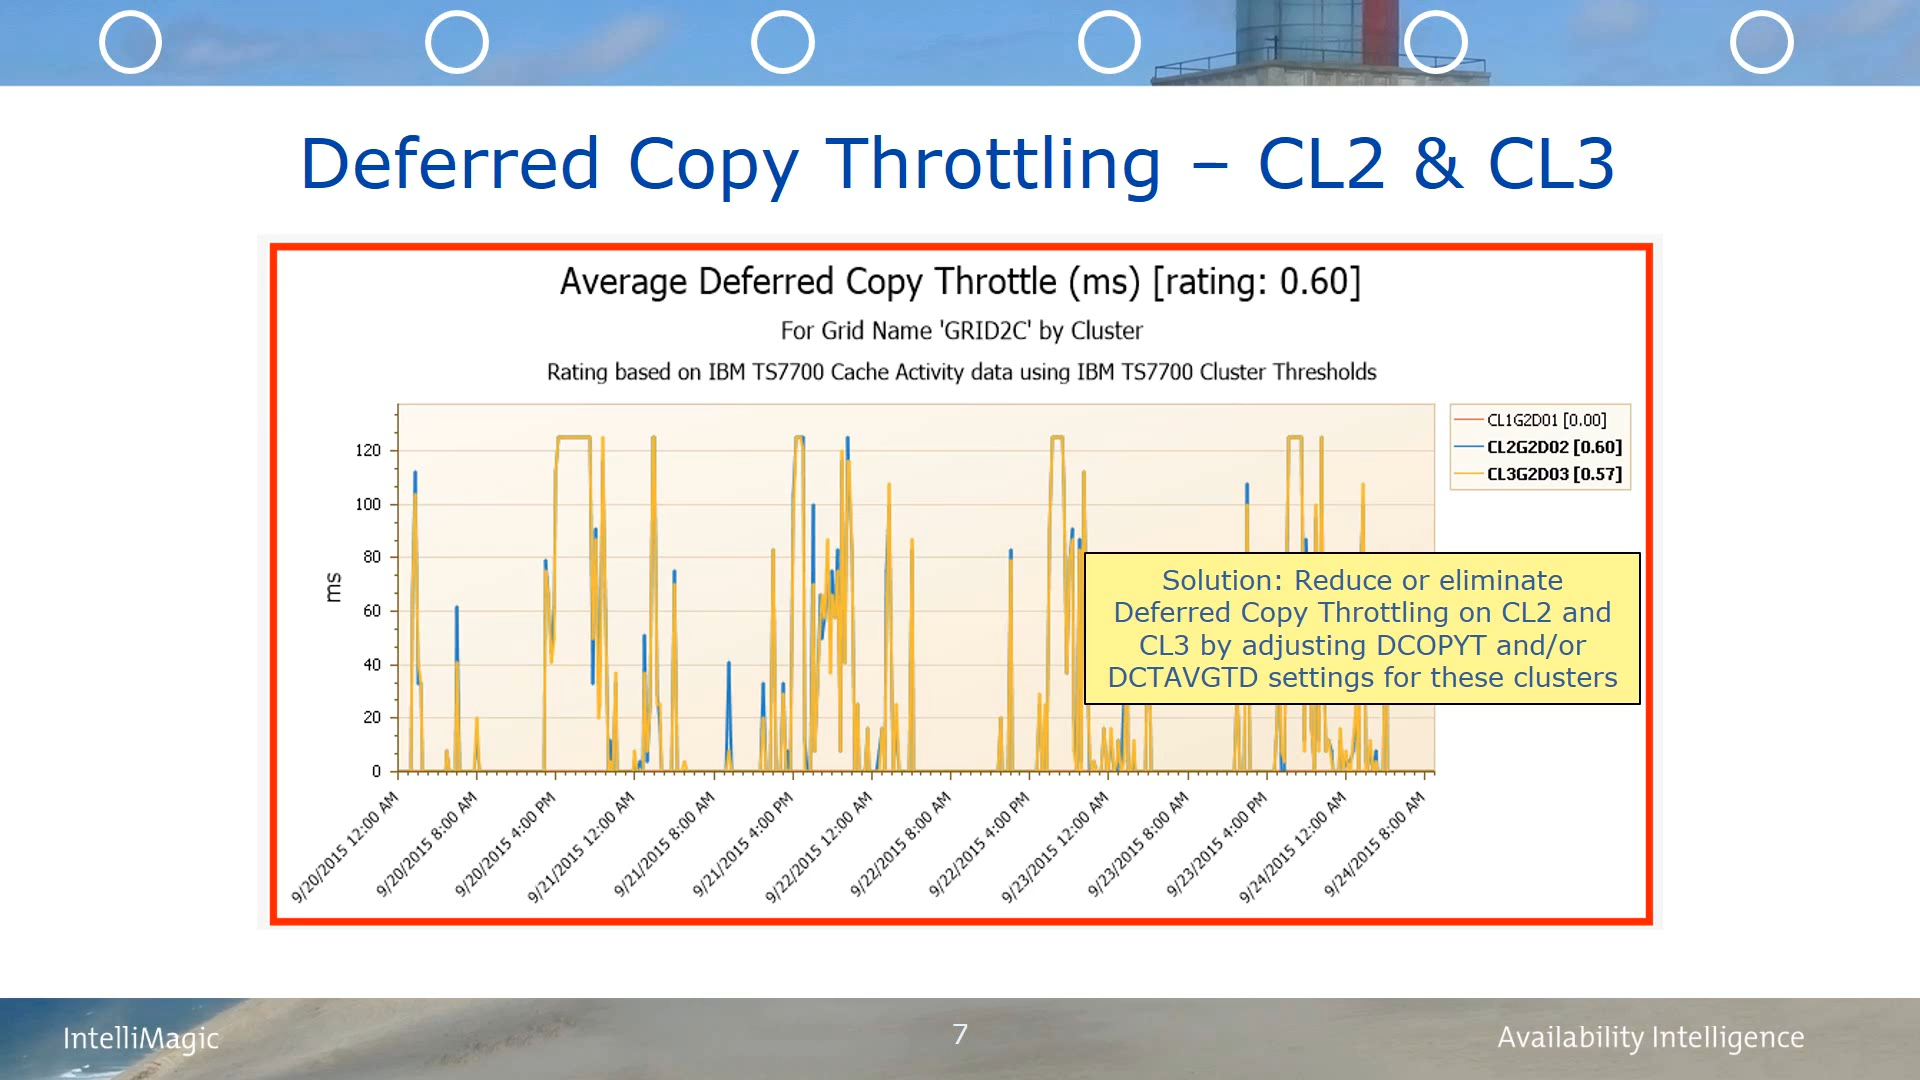 Deferred Copy Throttling – CL2 & CL3
Average Deferred Copy Throttle (ms) [rating: 0.60]
For Grid Name 'GRID2C' by Cluster
Rating based on IBM TS7700 Cache Activity data using IBM TS7700 Cluster Thresholds
CL1G2D01 [0.00]
CL2G2D02 [0.60]
CL3G2D03 [0.57]
ms
120
100
80
60
40
20
0
Solution: Reduce or eliminate
Deferred Copy Throttling on CL2 and
CL3 by adjusting DCOPYT and/or
DCTAVGTD settings for these clusters
9/20/2015 12:00 AM
9/20/2015 8:00 AM
9/20/2015 4:00 PM
9/21/2015 12:00 AM
9/21/2015 8:00 AM
9/21/2015 4:00 PM
9/22/2015 12:00 AM
9/22/2015 8:00 AM
9/22/2015 4:00 PM
9/23/2015 12:00 AM
9/23/2015 8:00 AM
9/23/2015 4:00 PM
9/24/2015 12:00 AM
9/24/2015 8:00 AM
IntelliMagic
7
Availability Intelligence